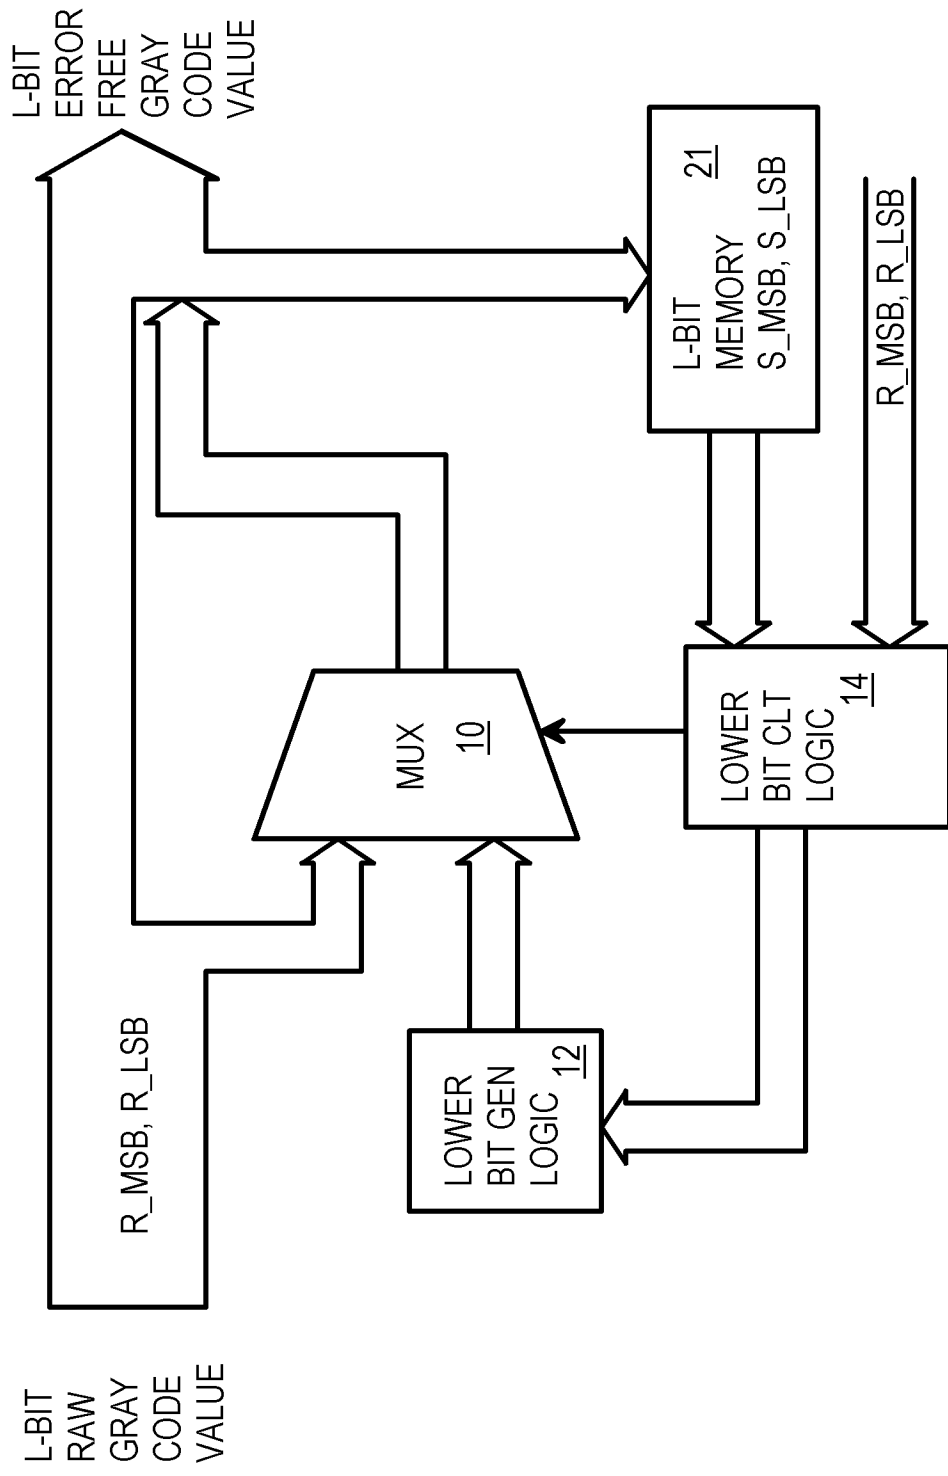 L-BIT
RAW
GRAY
CODE
VALUE
R_MSB, R_LSB
L-BIT
ERROR
FREE
GRAY
CODE
VALUE
MUX
10
LOWER
BIT GEN
LOGIC
12
L-BIT
MEMORY
S_MSB, S_LSB
21
LOWER
BIT CLT
LOGIC
14
R_MSB, R_LSB